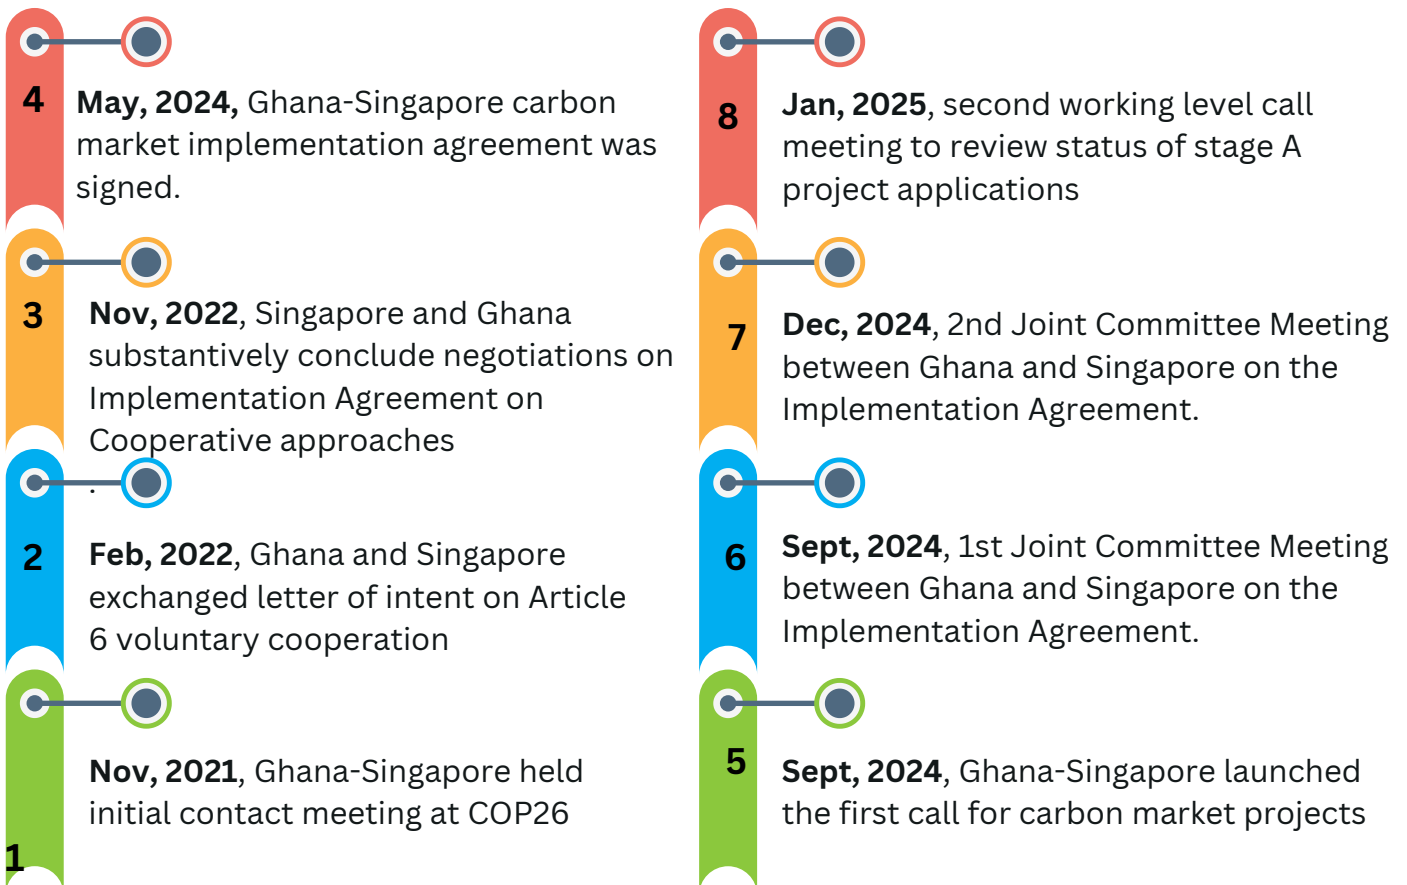 4
May, 2024, Ghana-Singapore carbon
market implementation agreement was
signed.
3
Nov, 2022, Singapore and Ghana
substantively conclude negotiations on
Implementation Agreement on
Cooperative approaches
.
2
Feb, 2022, Ghana and Singapore
exchanged letter of intent on Article
6 voluntary cooperation
1
Nov, 2021, Ghana-Singapore held
initial contact meeting at COP26
8
Jan, 2025, second working level call
meeting to review status of stage A
project applications
7
Dec, 2024, 2nd Joint Committee Meeting
between Ghana and Singapore on the
Implementation Agreement.
6
Sept, 2024, 1st Joint Committee Meeting
between Ghana and Singapore on the
Implementation Agreement.
5
Sept, 2024, Ghana-Singapore launched
the first call for carbon market projects